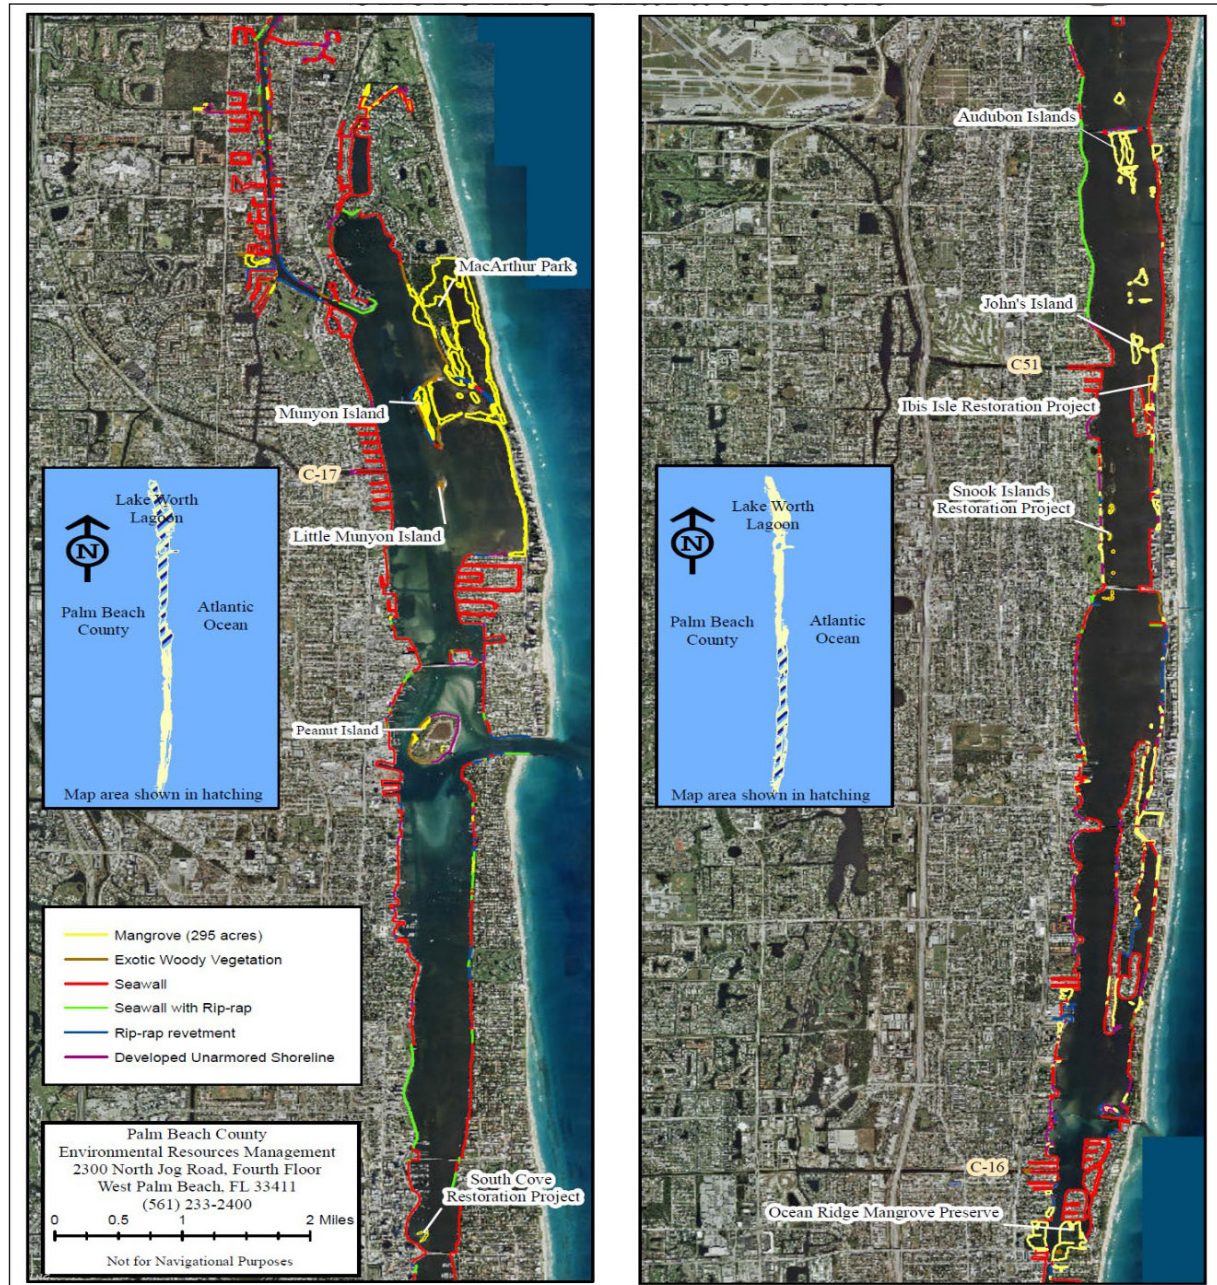 MacArthur Park
Munyon Island
C-17
Little Munyon Island
Lake Worth
Lagoon
N
Palm Beach
County
Atlantic
Ocean
Map area shown in hatching
Peanut Island
Mangrove (295 acres)
Exotic Woody Vegetation
Seawall
Seawall with Rip-rap
Rip-rap revetment
Developed Unarmored Shoreline
Palm Beach County
Environmental Resources Management
2300 North Jog Road, Fourth Floor
West Palm Beach, FL 33411
(561) 233-2400
0 0.5 1 2 Miles
Not for Navigational Purposes
South Cove
Restoration Project
Audubon Islands
John's Island
C51
Ibis Isle Restoration Project
Snook Islands
Restoration Project
Lake Worth
Lagoon
N
Palm Beach
County
Atlantic
Ocean
Map area shown in hatching
C-16
Ocean Ridge Mangrove Preserve